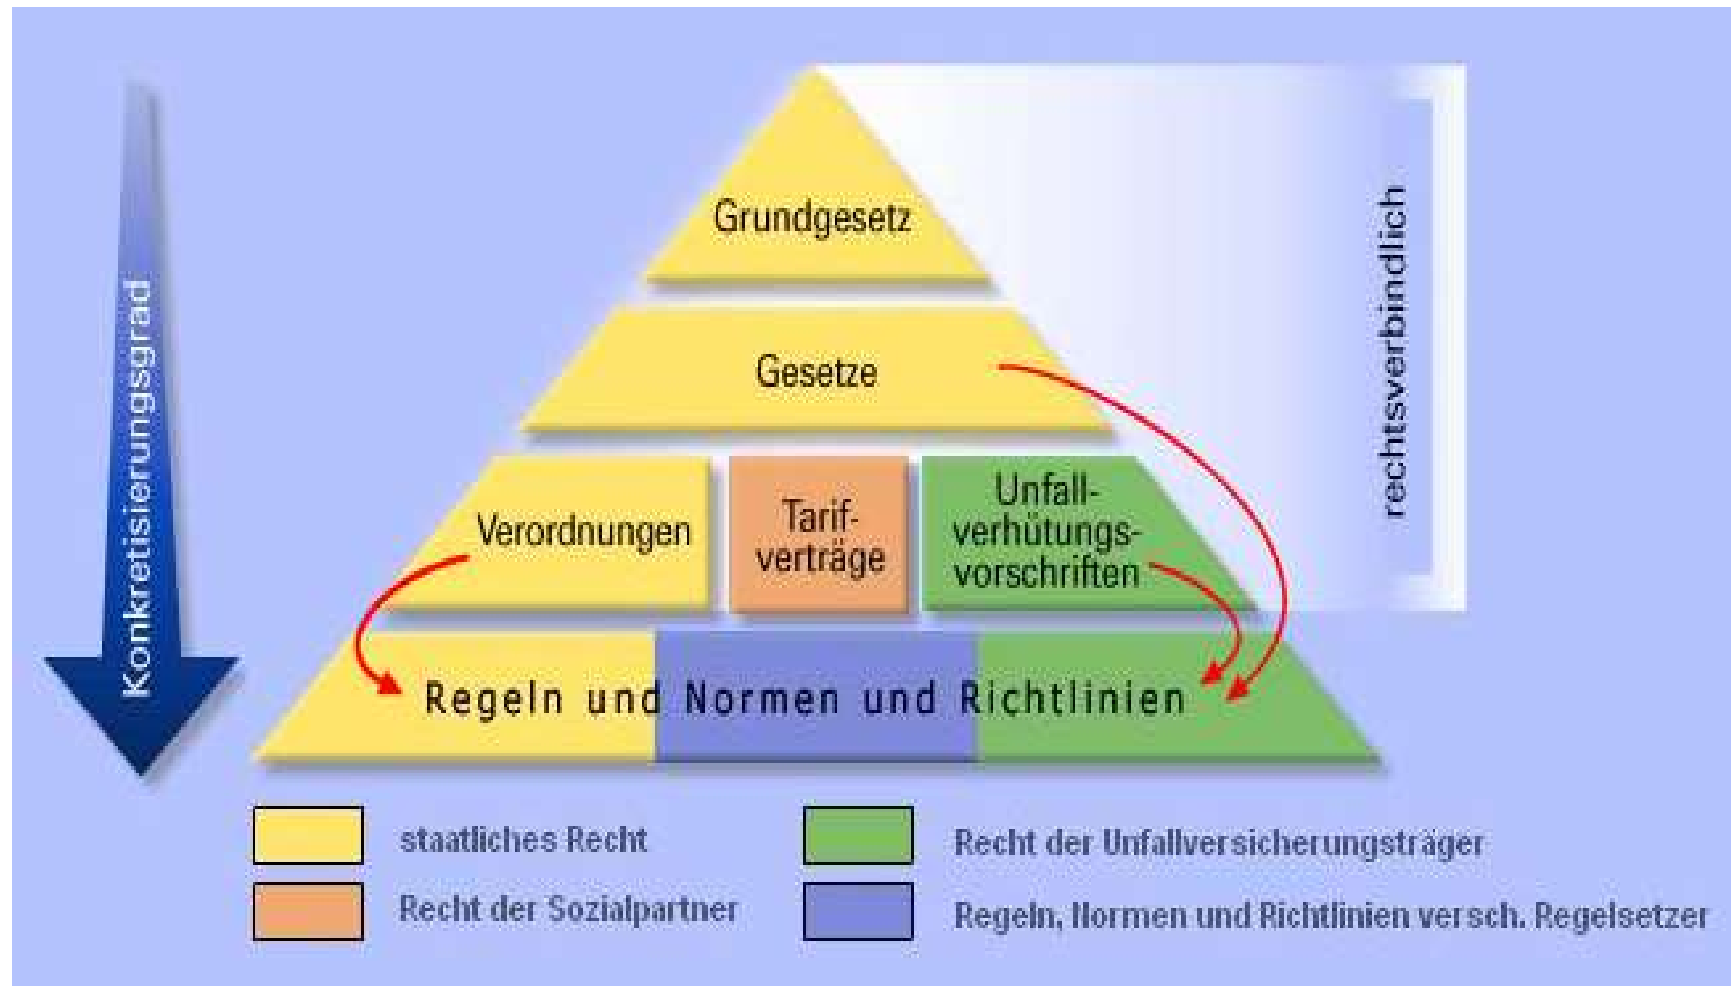 Grundgesetz
Gesetze
Verordnungen
Tarif-
verträge
Unfall-
verhütungs-
vorschriften
Regeln und Normen und Richtlinien
Konkretisierungsgrad
rechtsverbindlich
staatliches Recht
Recht der Sozialpartner
Recht der Unfallversicherungsträger
Regeln, Normen und Richtlinien versch. Regelsetzer